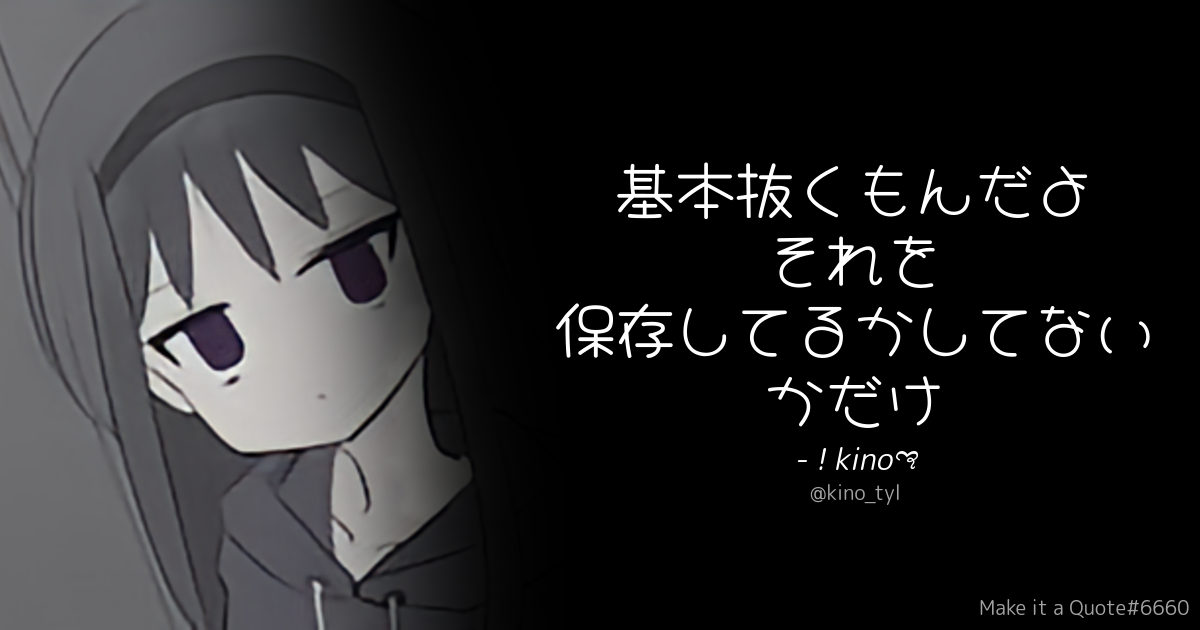 基本抜くもんだよ
それを
保存してるかしてない
かだけ
- ! kinoೄ
@kino_tyl
Make it a Quote#6660